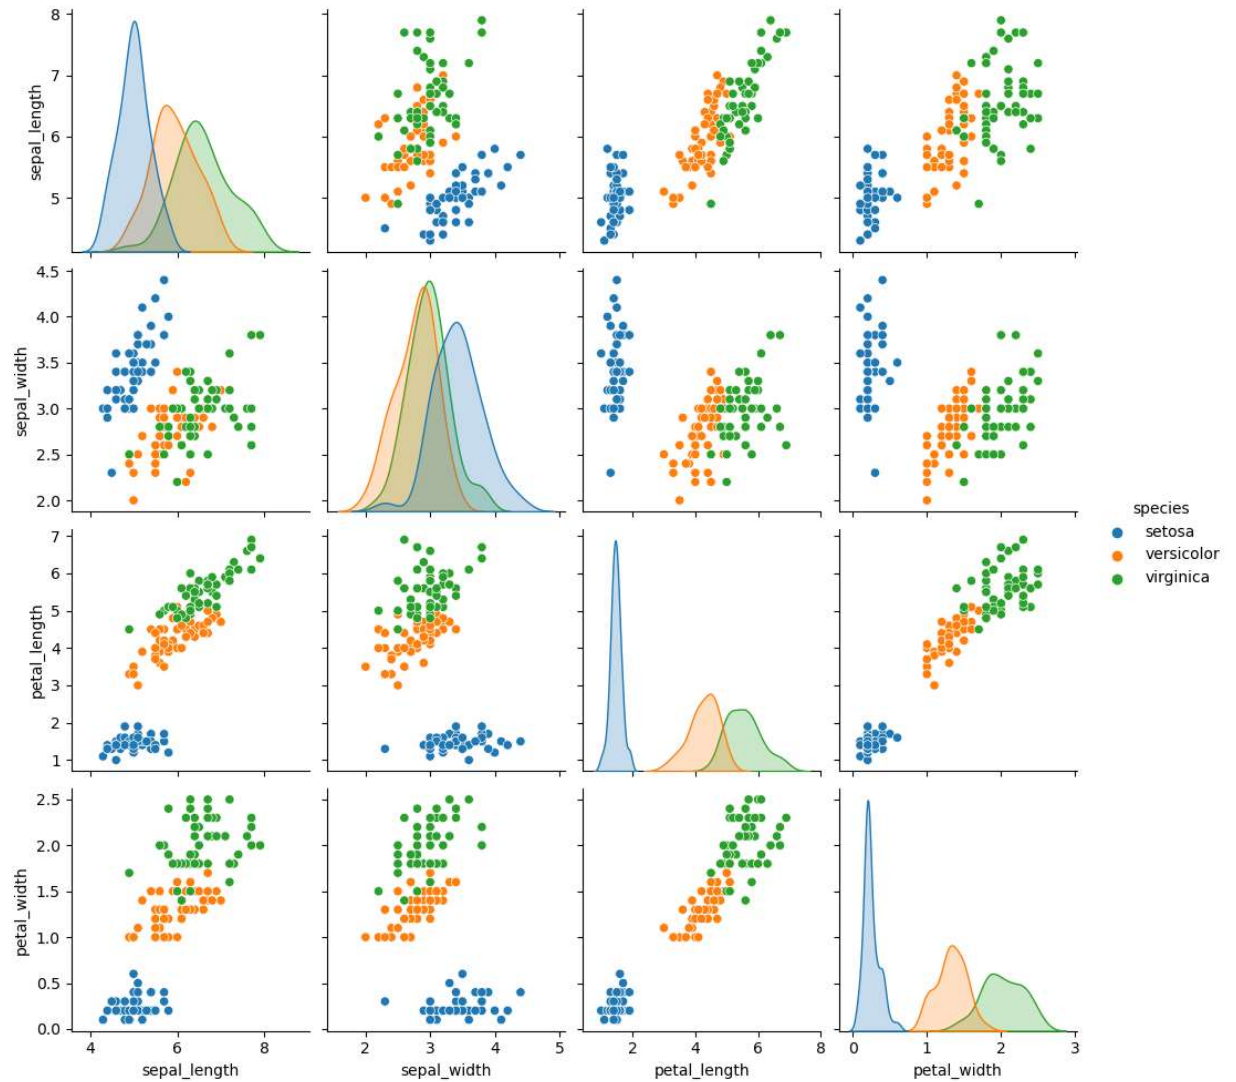 8
7
6
5
sepal_length
4.5
4.0
3.5
3.0
2.5
2.0
sepal_width
species
setosa
versicolor
virginica
7
6
5
4
3
2
1
petal_length
2.5
2.0
1.5
1.0
0.5
0.0
petal_width
4 6 8 2 3 4 5 2 4 6 8 0 1 2 3
sepal_length sepal_width petal_length petal_width